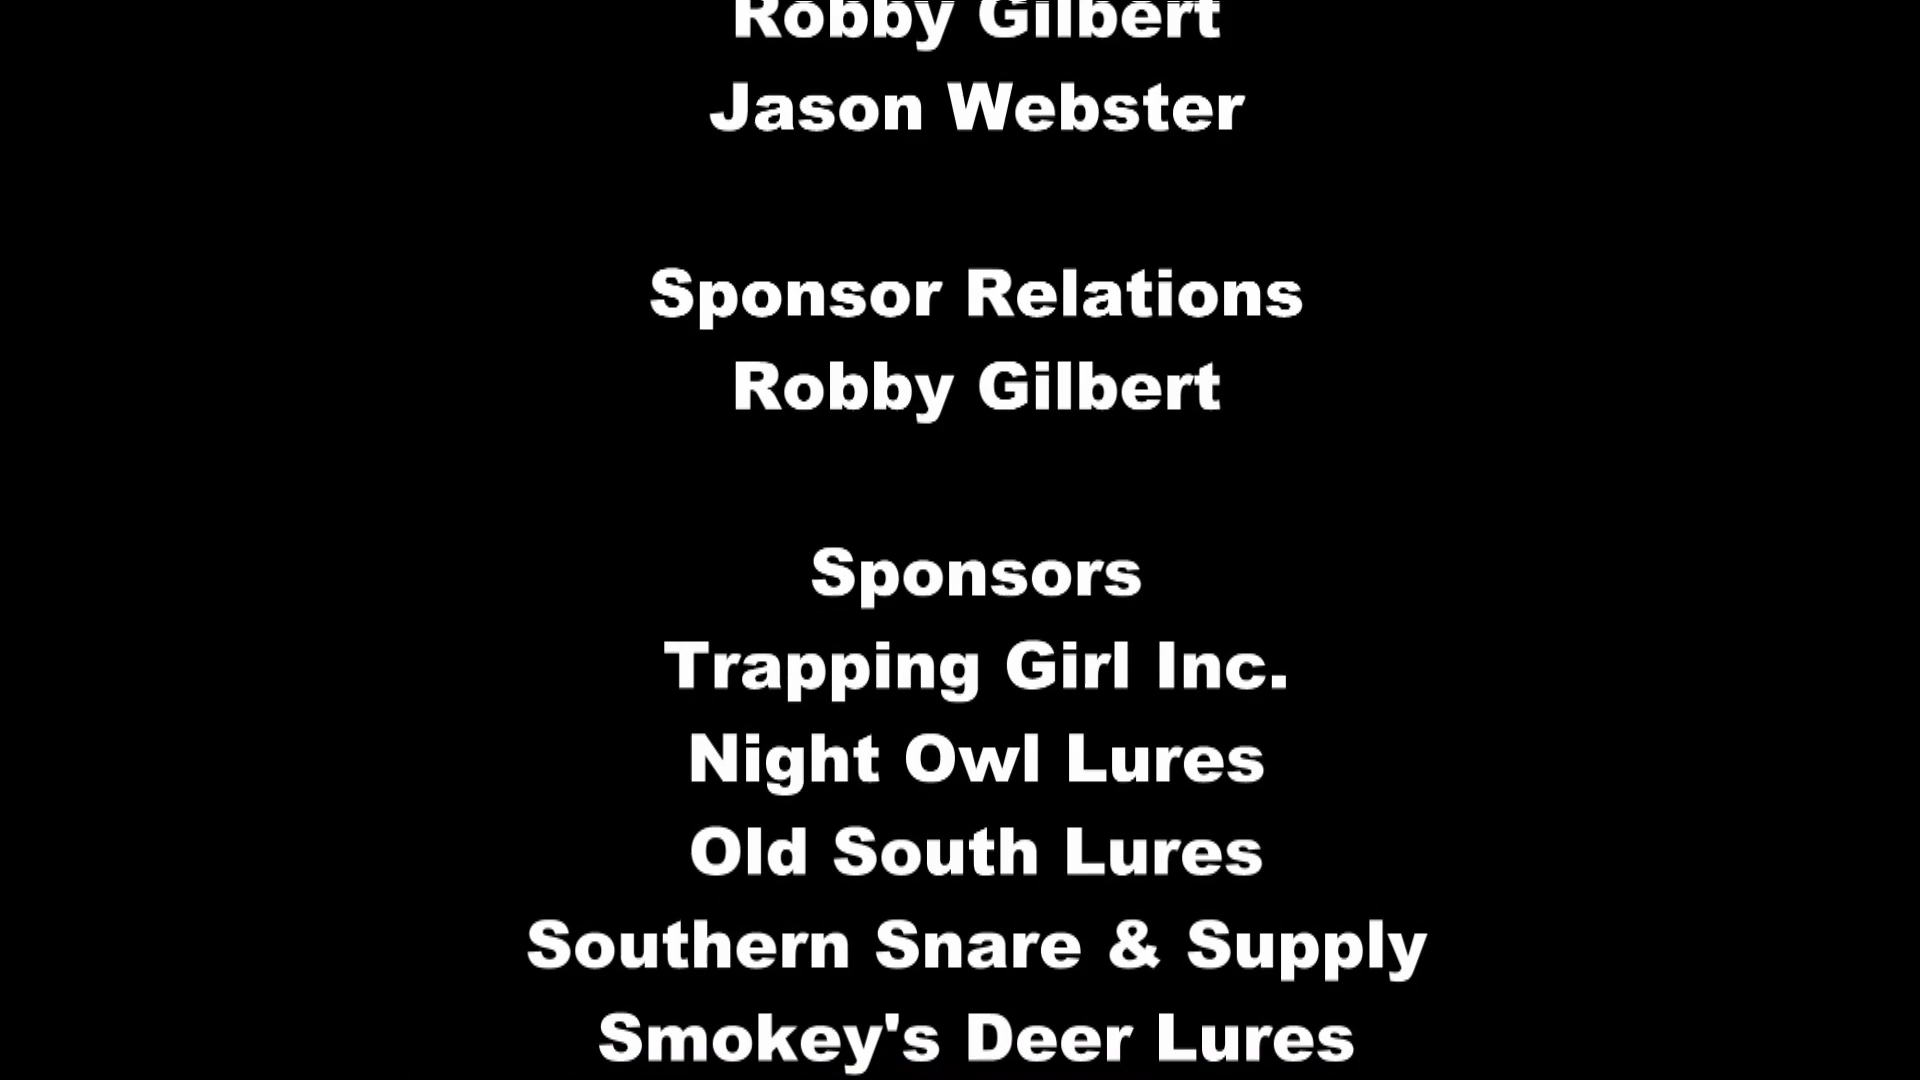 Robby Gilbert
Jason Webster
Sponsor Relations
Robby Gilbert
Sponsors
Trapping Girl Inc.
Night Owl Lures
Old South Lures
Southern Snare & Supply
Smokey's Deer Lures